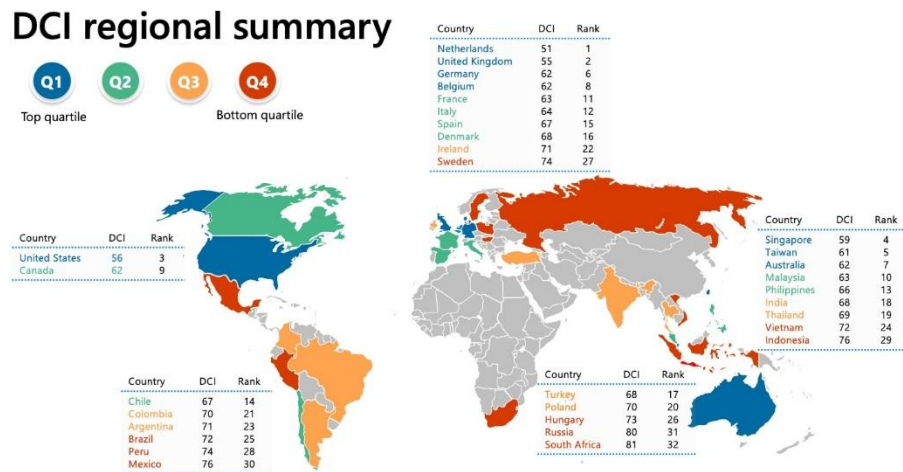 DCI regional summary
Q1 Q2 Q3 Q4
Top quartile Bottom quartile
Country DCI Rank
Netherlands 51 1
United Kingdom 55 2
Germany 62 6
Belgium 62 8
France 63 11
Italy 64 12
Spain 67 15
Denmark 68 16
Ireland 71 22
Sweden 74 27
Country DCI Rank
United States 56 3
Canada 62 9
Country DCI Rank
Singapore 59 4
Taiwan 61 5
Australia 62 7
Malaysia 63 10
Philippines 66 13
India 68 18
Thailand 69 19
Vietnam 72 24
Indonesia 76 29
Country DCI Rank
Chile 67 14
Colombia 70 21
Argentina 71 23
Brazil 72 25
Peru 74 28
Mexico 76 30
Country DCI Rank
Turkey 68 17
Poland 70 20
Hungary 73 26
Russia 80 31
South Africa 81 32